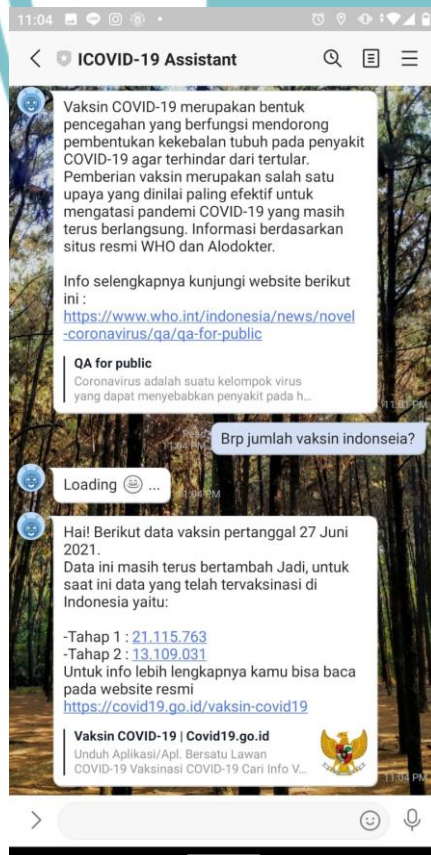 11:04
ICOVID-19 Assistant
Vaksin COVID-19 merupakan bentuk
pencegahan yang berfungsi mendorong
pembentukan kekebalan tubuh pada penyakit
COVID-19 agar terhindar dari tertular.
Pemberian vaksin merupakan salah satu
upaya yang dinilai paling efektif untuk
mengatasi pandemi COVID-19 yang masih
terus berlangsung. Informasi berdasarkan
situs resmi WHO dan Alodokter.
Info selengkapnya kunjungi website berikut
ini :
https://www.who.int/indonesia/news/novel
-coronavirus/qa/qa-for-public
QA for public
Coronavirus adalah suatu kelompok virus
yang dapat menyebabkan penyakit pada h...
Read
Brp jumlah vaksin indonseia?
Loading ...
Hai! Berikut data vaksin pertanggal 27 Juni
2021.
Data ini masih terus bertambah Jadi, untuk
saat ini data yang telah tervaksinasi di
Indonesia yaitu:
-Tahap 1 : 21.115.763
-Tahap 2 : 13.109.031
Untuk info lebih lengkapnya kamu bisa baca
pada website resmi
https://covid19.go.id/vaksin-covid19
Vaksin COVID-19 | Covid19.go.id
Unduh Aplikasi/Apl. Bersatu Lawan
COVID-19 Vaksinasi COVID-19 Cari Info V...
11:04 PM